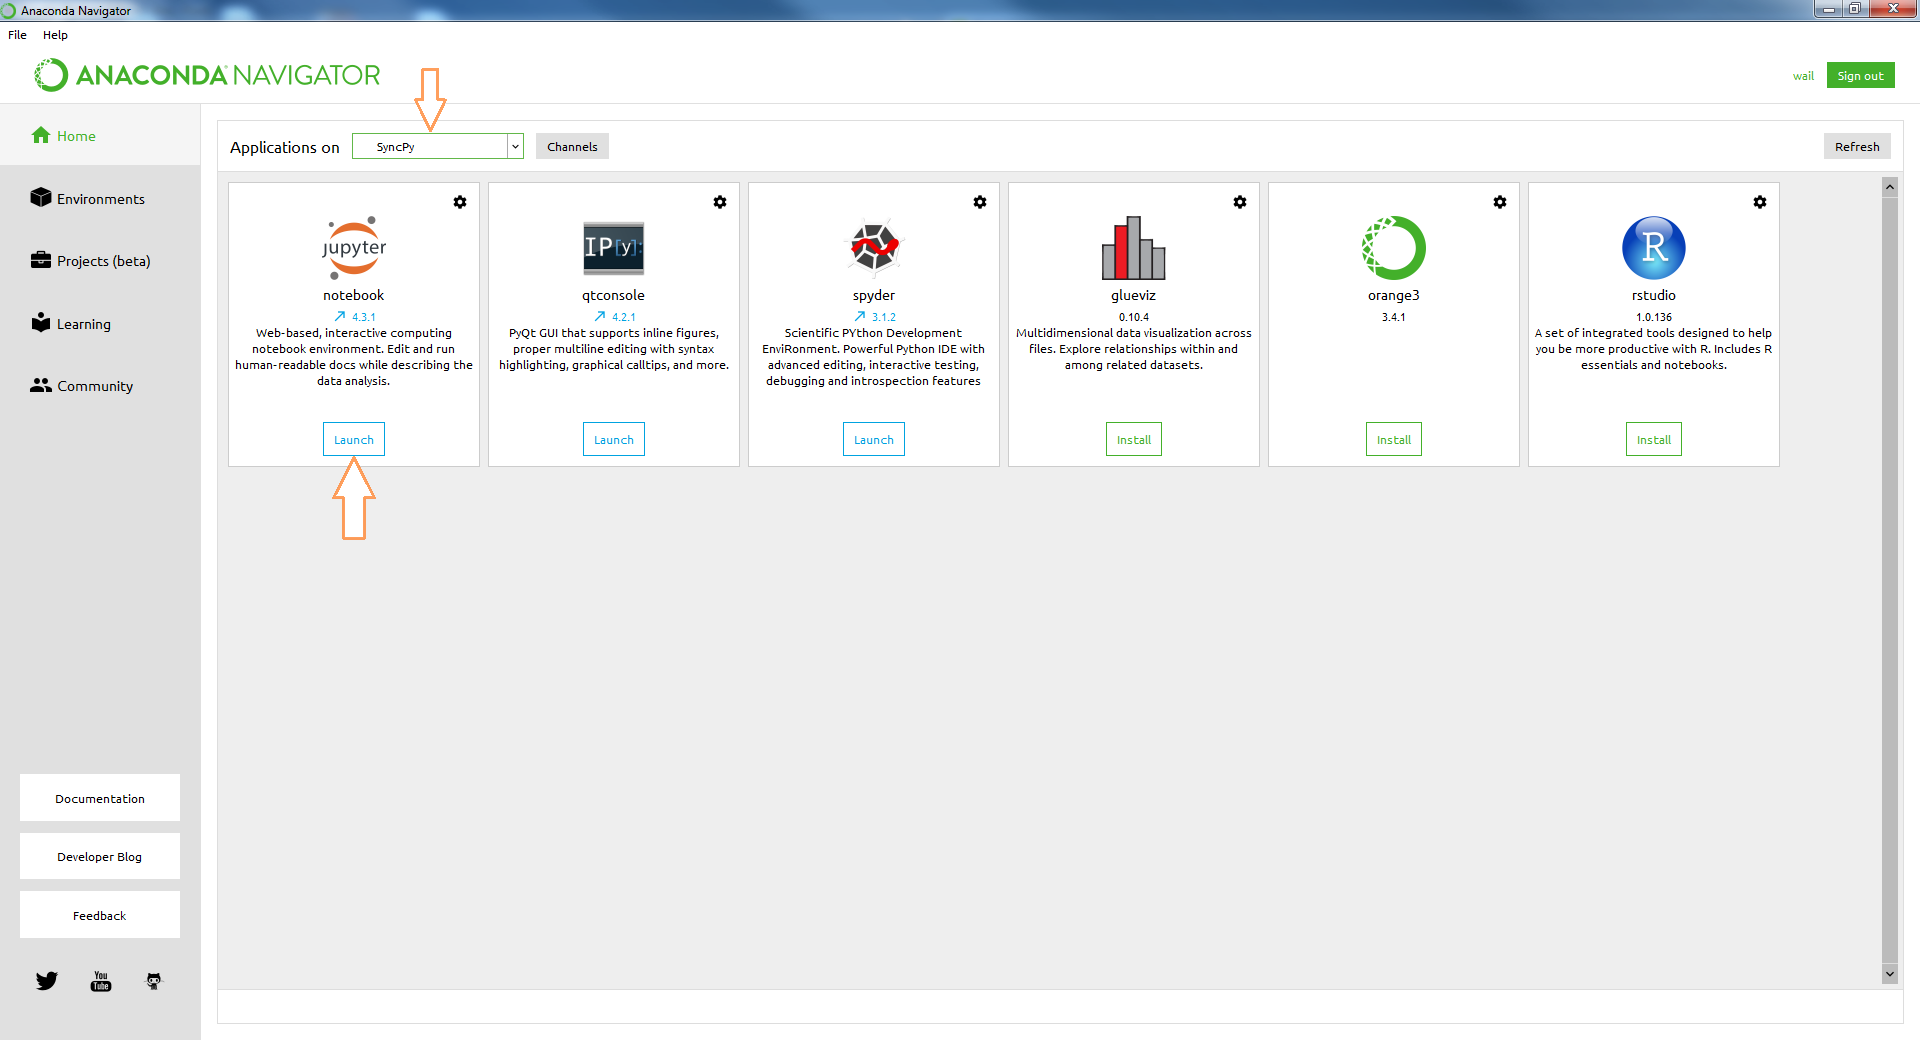 Anaconda Navigator
File Help
ANACONDA NAVIGATOR
wail
Sign out
Home
Environments
Projects (beta)
Learning
Community
Documentation
Developer Blog
Feedback
You
Tube
Applications on
SyncPy
Channels
Refresh
jupyter
notebook
4.3.1
Web-based, interactive computing
notebook environment. Edit and run
human-readable docs while describing the
data analysis.
Launch
IP[y]:
qtconsole
4.2.1
PyQt GUI that supports inline figures,
proper multiline editing with syntax
highlighting, graphical calltips, and more.
Launch
spyder
3.1.2
Scientific PYthon Development
EnviRonment. Powerful Python IDE with
advanced editing, interactive testing,
debugging and introspection features
Launch
glueviz
0.10.4
Multidimensional data visualization across
files. Explore relationships within and
among related datasets.
Install
orange3
3.4.1
Install
R
rstudio
1.0.136
A set of integrated tools designed to help
you be more productive with R. Includes R
essentials and notebooks.
Install